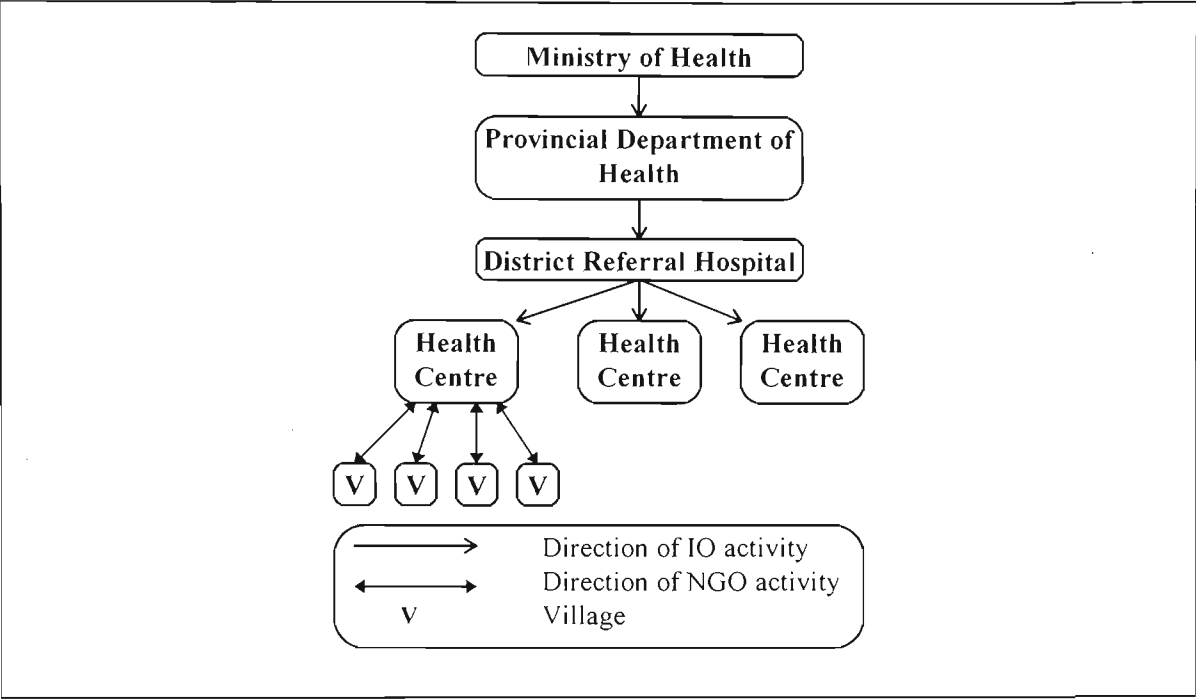 Ministry of Health
Provincial Department of
Health
District Referral Hospital
Health
Centre
Health
Centre
Health
Centre
V
V
V
V
Direction of IO activity
Direction of NGO activity
V Village